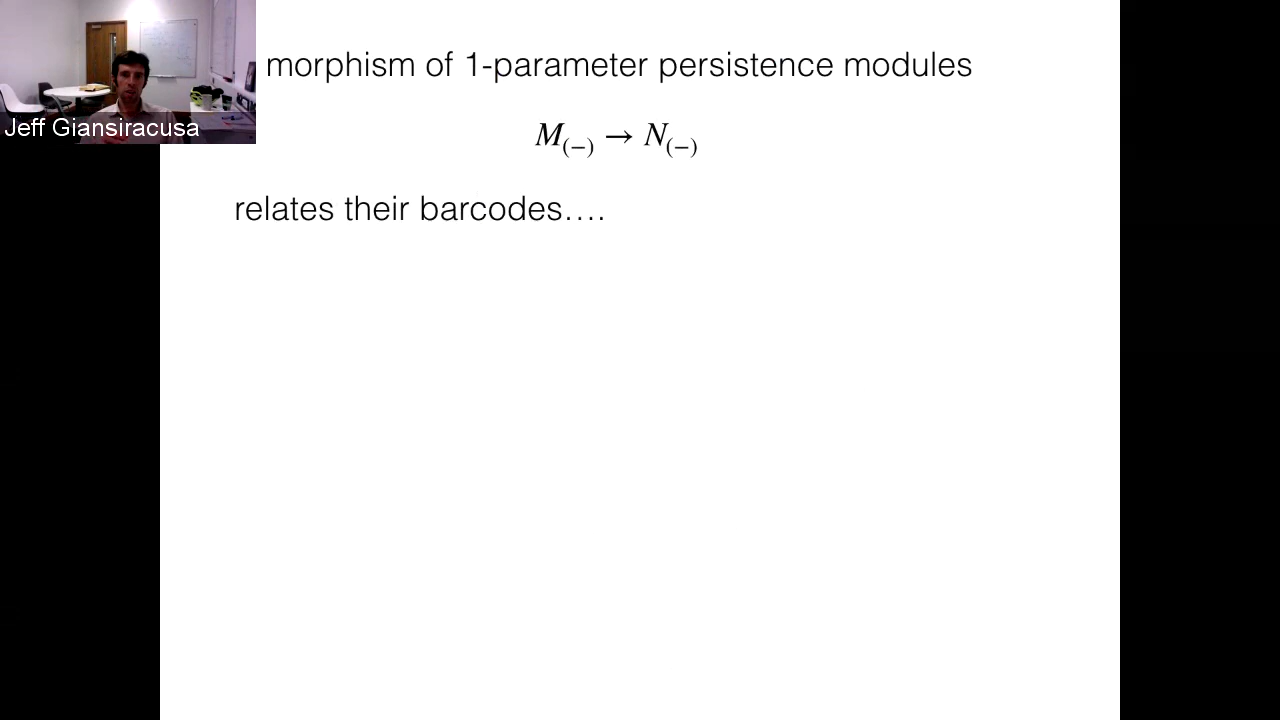 morphism of 1-parameter persistence modules
Jeff Giansiracusa
M₍₋₎ → N₍₋₎
relates their barcodes….